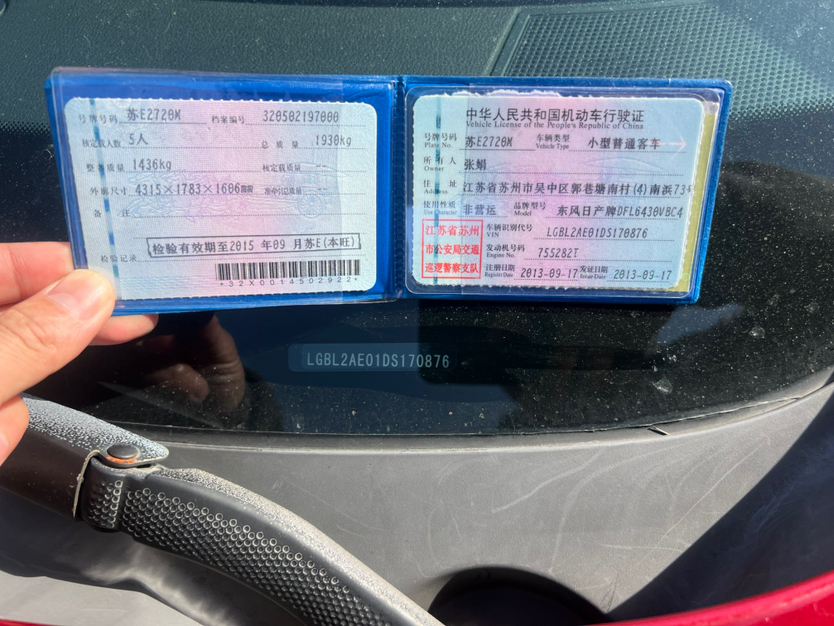 号牌号码 苏E2720M 档案编号 320502197000
核定载人数 5人 总质量 1930kg
整备质量 1436kg 核定载质量 --
外廓尺寸 4315×1783×1606mm 准牵引总质量 --
备 注
检验有效期至2015 年09 月苏E(本旺)
检验记录
*32X0014502922*
中华人民共和国机动车行驶证
Vehicle License of the People's Republic of China
号牌号码 苏E2720M 车辆类型 小型普通客车
Plate No. Vehicle Type
所有人 张娟
Owner
住 址 江苏省苏州市吴中区郭巷塘南村(4)南浜734
Address
使用性质 非营运 品牌型号 东风日产牌DFL6430VBC4
Use Character Model
江苏省苏州
市公安局交通
巡逻警察支队
车辆识别代号 LGBL2AE01DS170876
VIN
发动机号码 755282T
Engine No.
注册日期 2013-09-17 发证日期 2013-09-17
Register Date Issue Date
LGBL2AE01DS170876